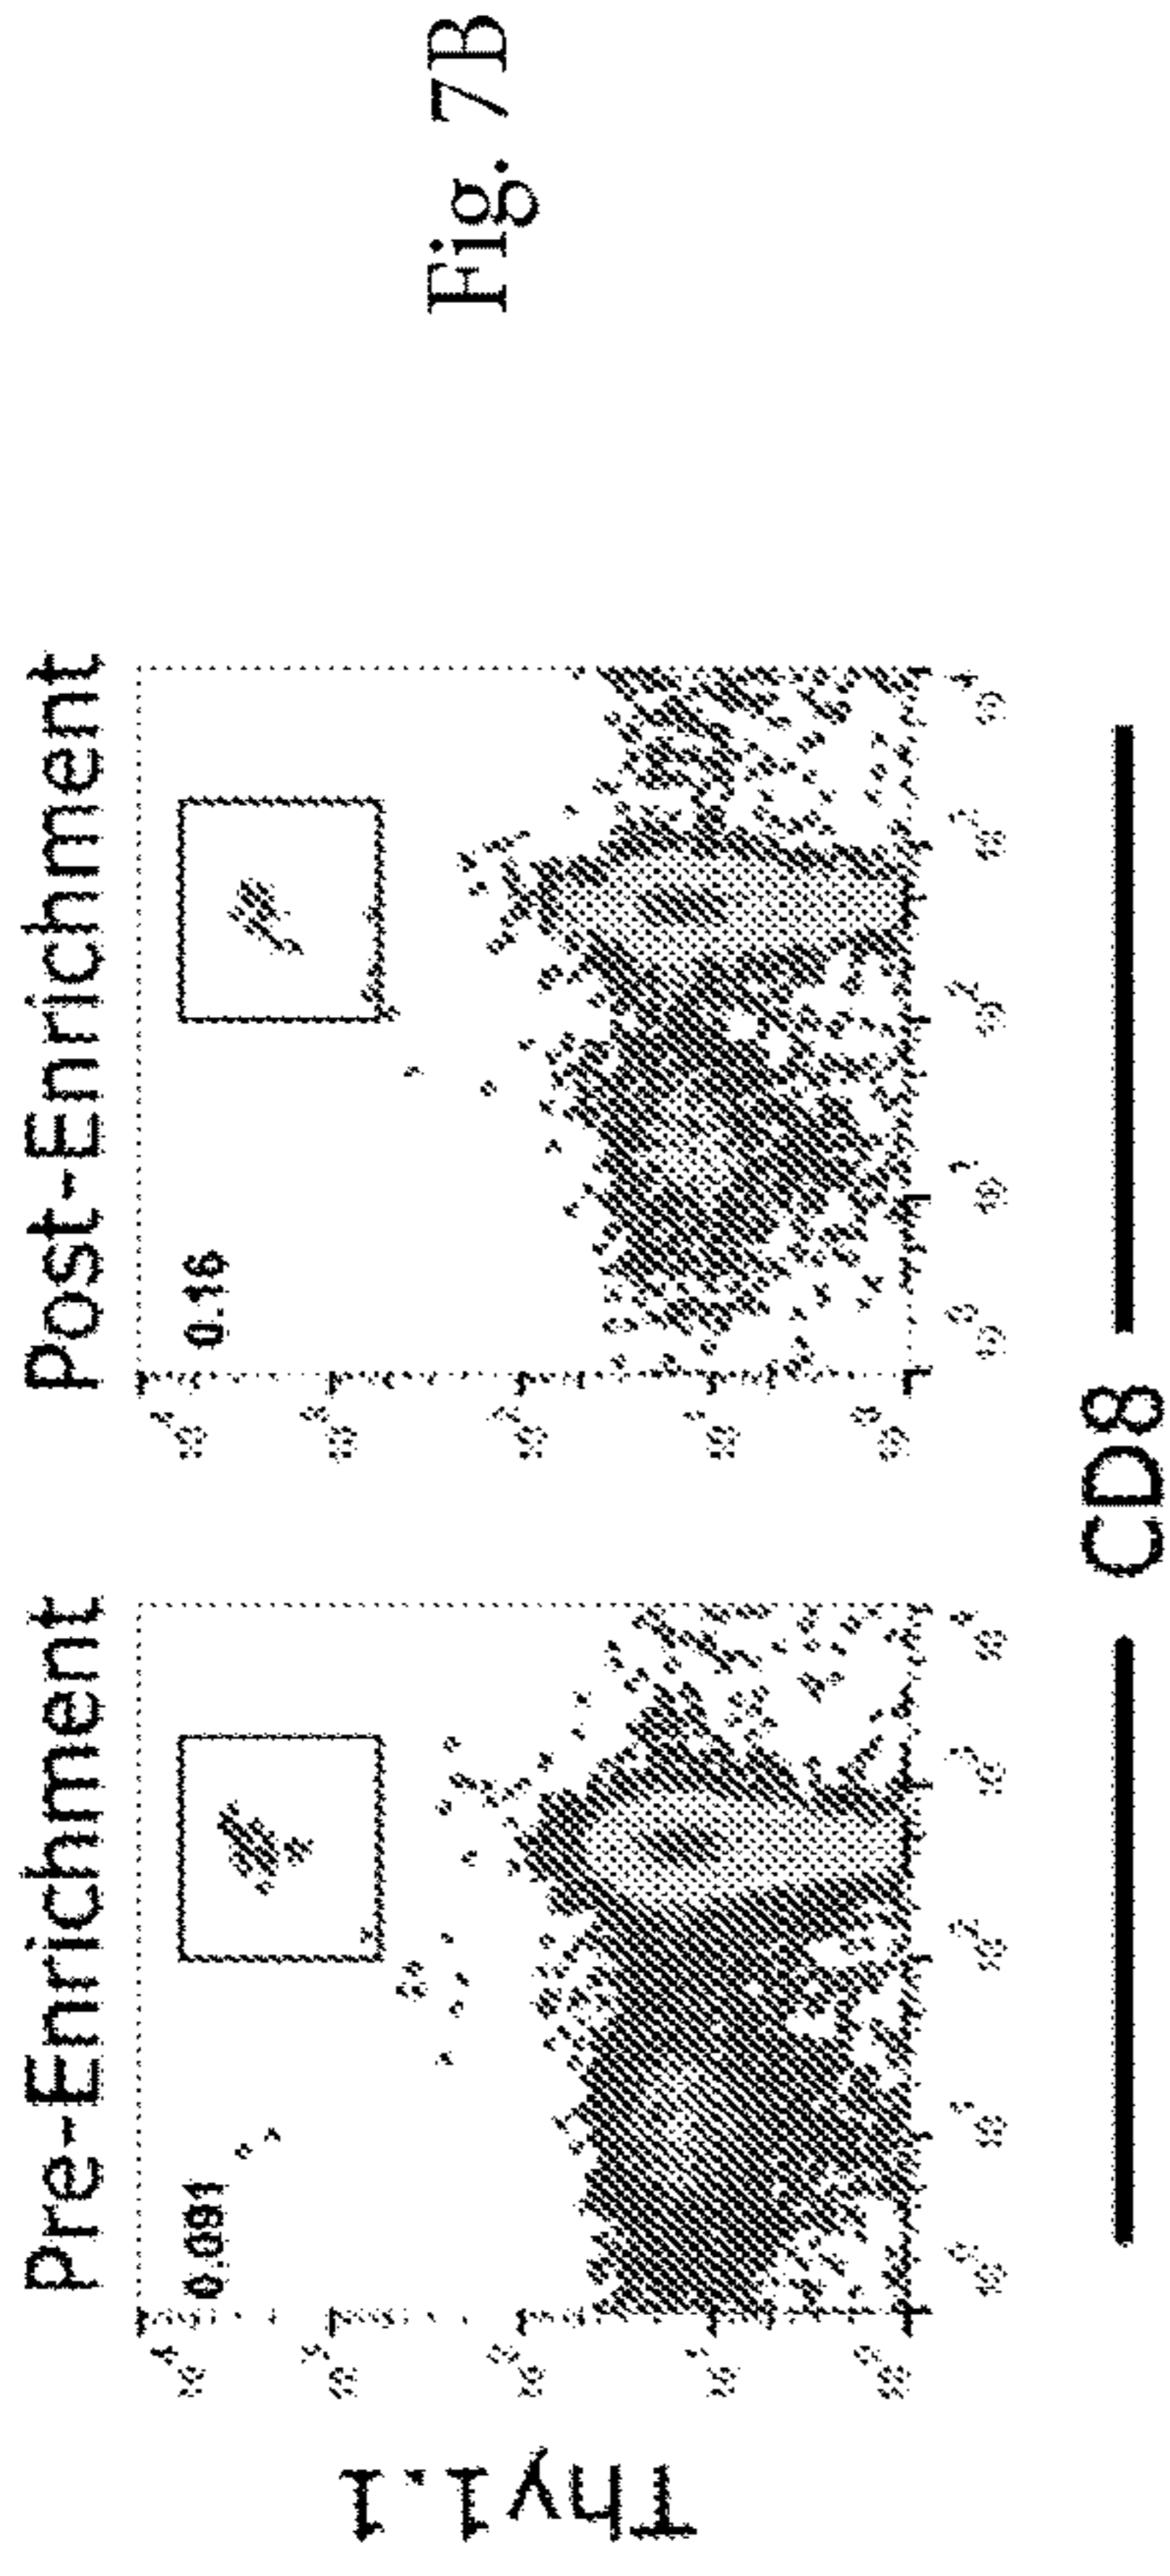 Pre-Enrichment
Post-Enrichment
0.091
0.16
Thy1.1
CD8
Fig. 7B